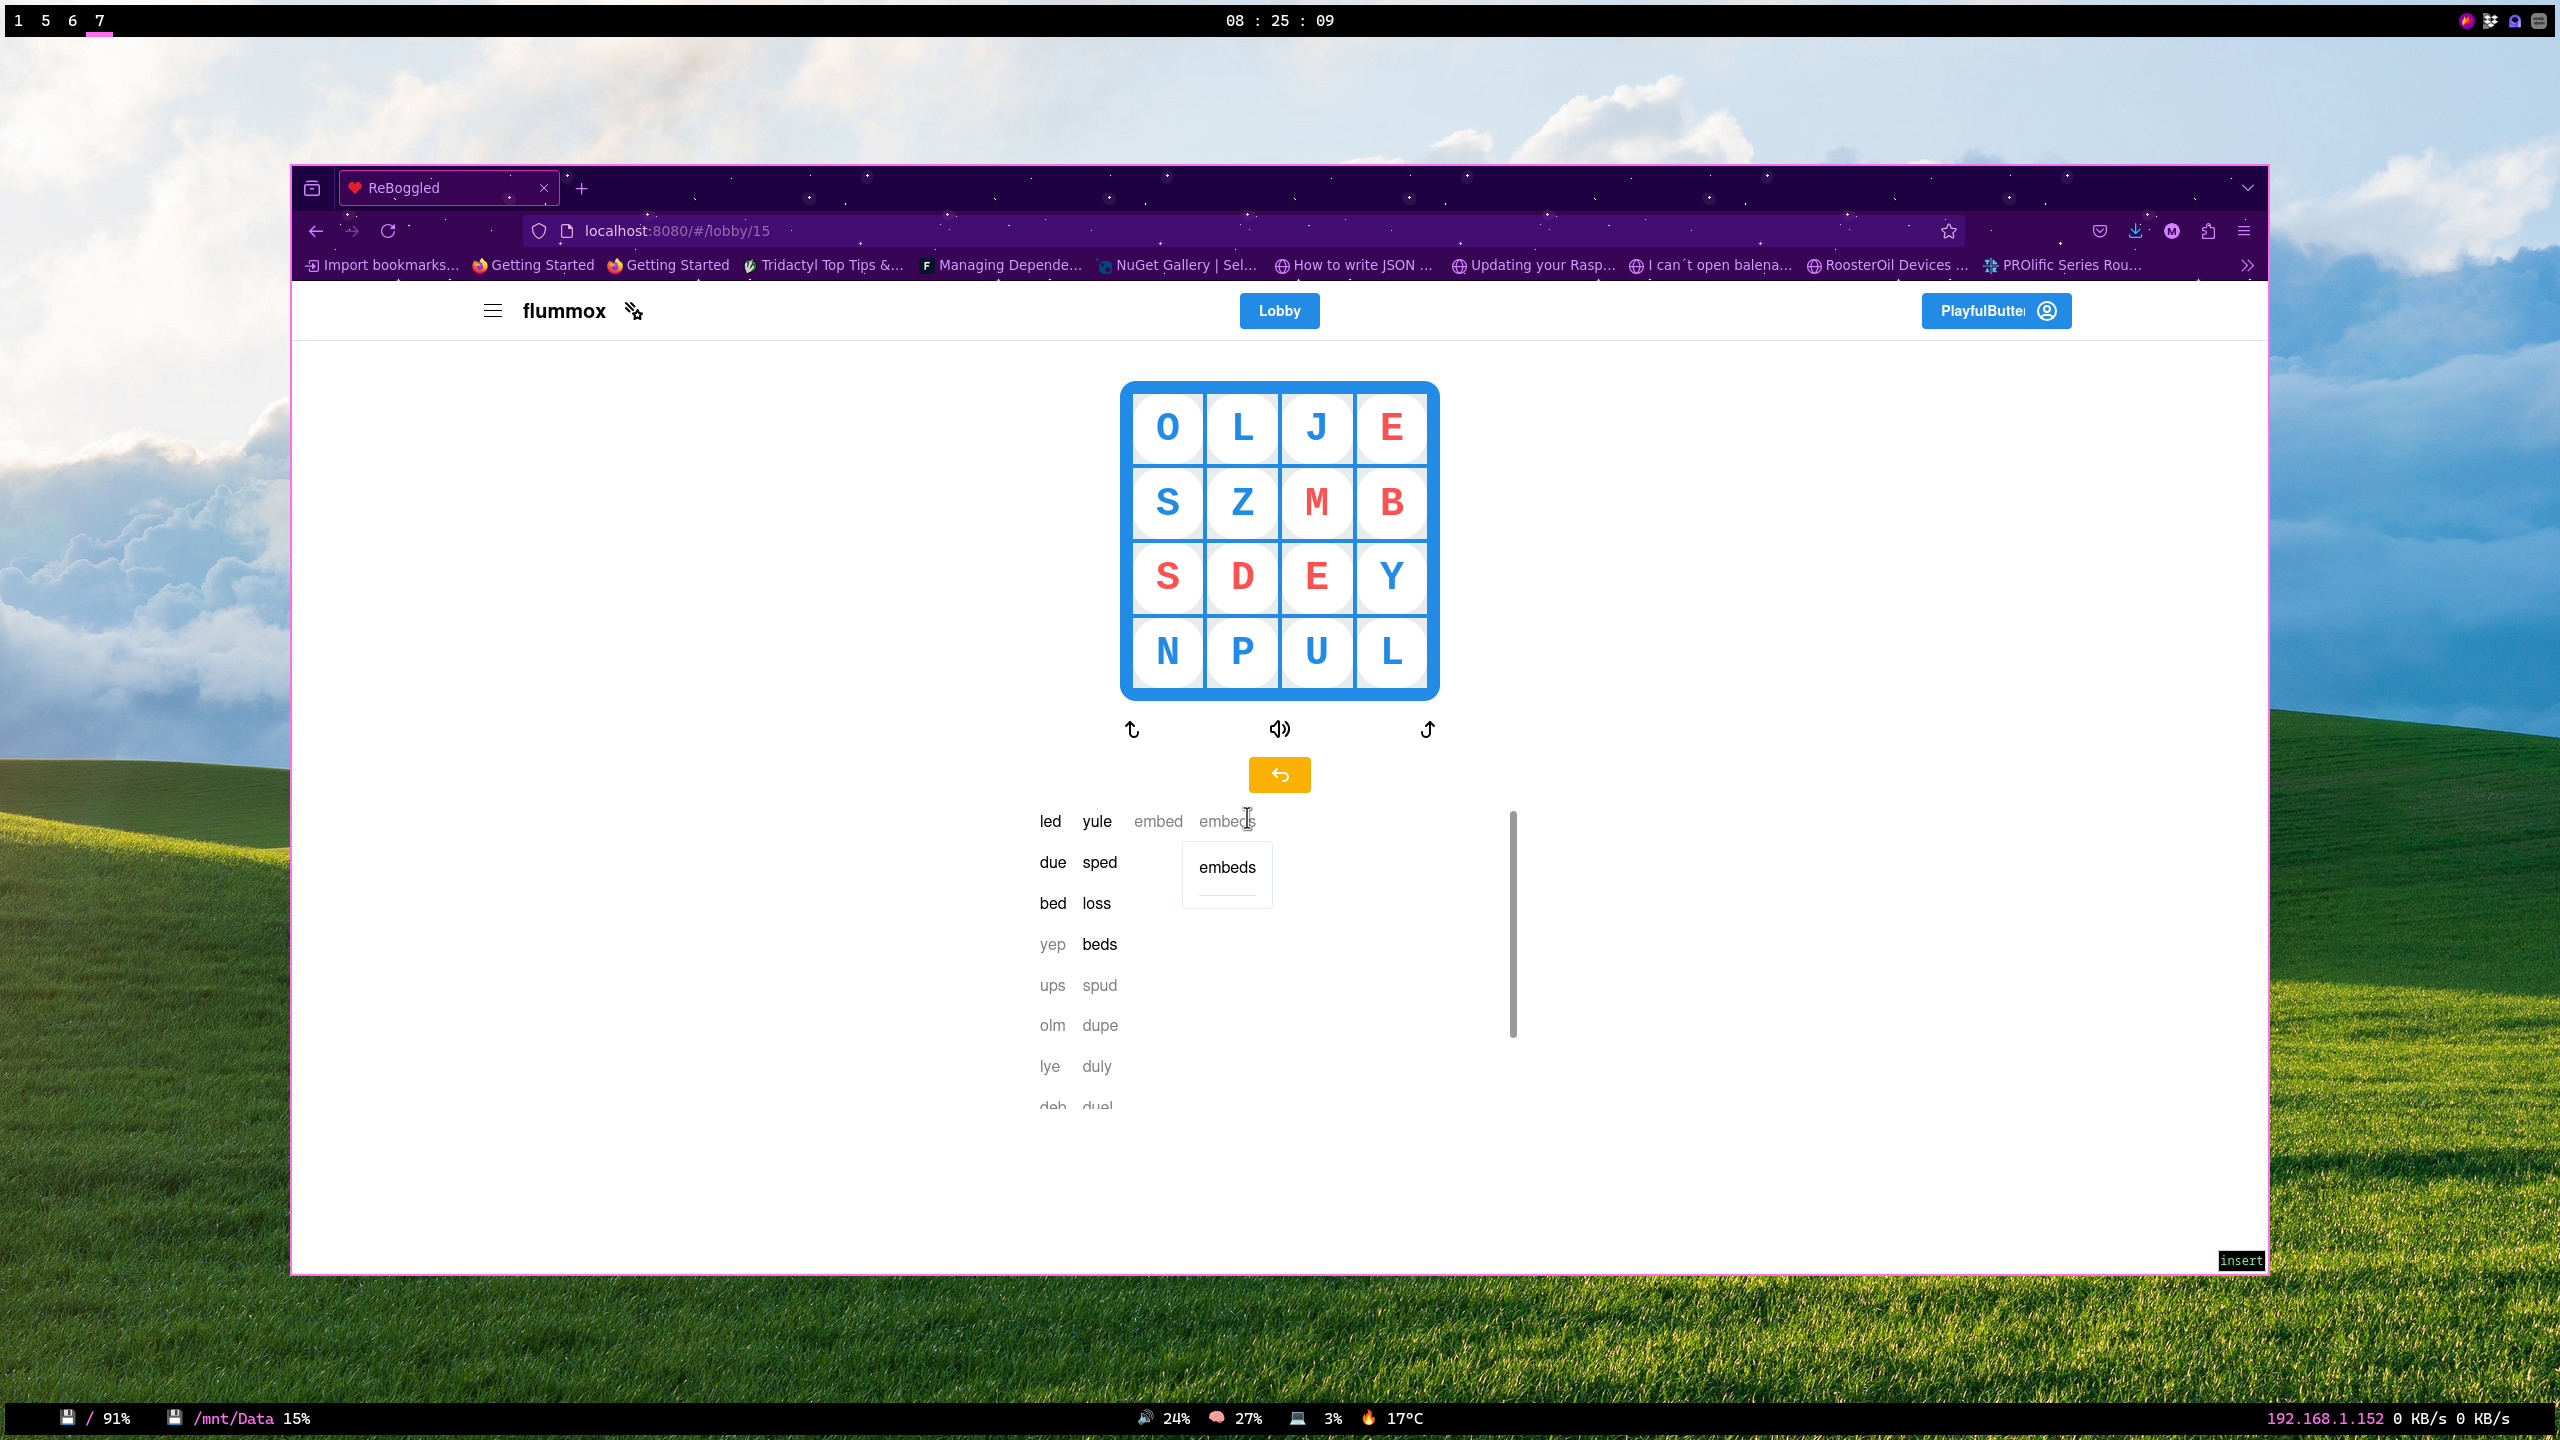 1 5 6 7 08 : 25 : 09
ReBoggled
localhost:8080/#/lobby/15
Import bookmarks... Getting Started Getting Started Tridactyl Top Tips &... Managing Depende... NuGet Gallery | Sel... How to write JSON ... Updating your Rasp... I can´t open balena... RoosterOil Devices ... PROlific Series Rou...
flummox Lobby PlayfulButter
O L J E
S Z M B
S D E Y
N P U L
led yule embed embeds
due sped
embeds
bed loss
yep beds
ups spud
olm dupe
lye duly
deb duel
insert
/ 91% /mnt/Data 15% 24% 27% 3% 17°C 192.168.1.152 0 KB/s 0 KB/s